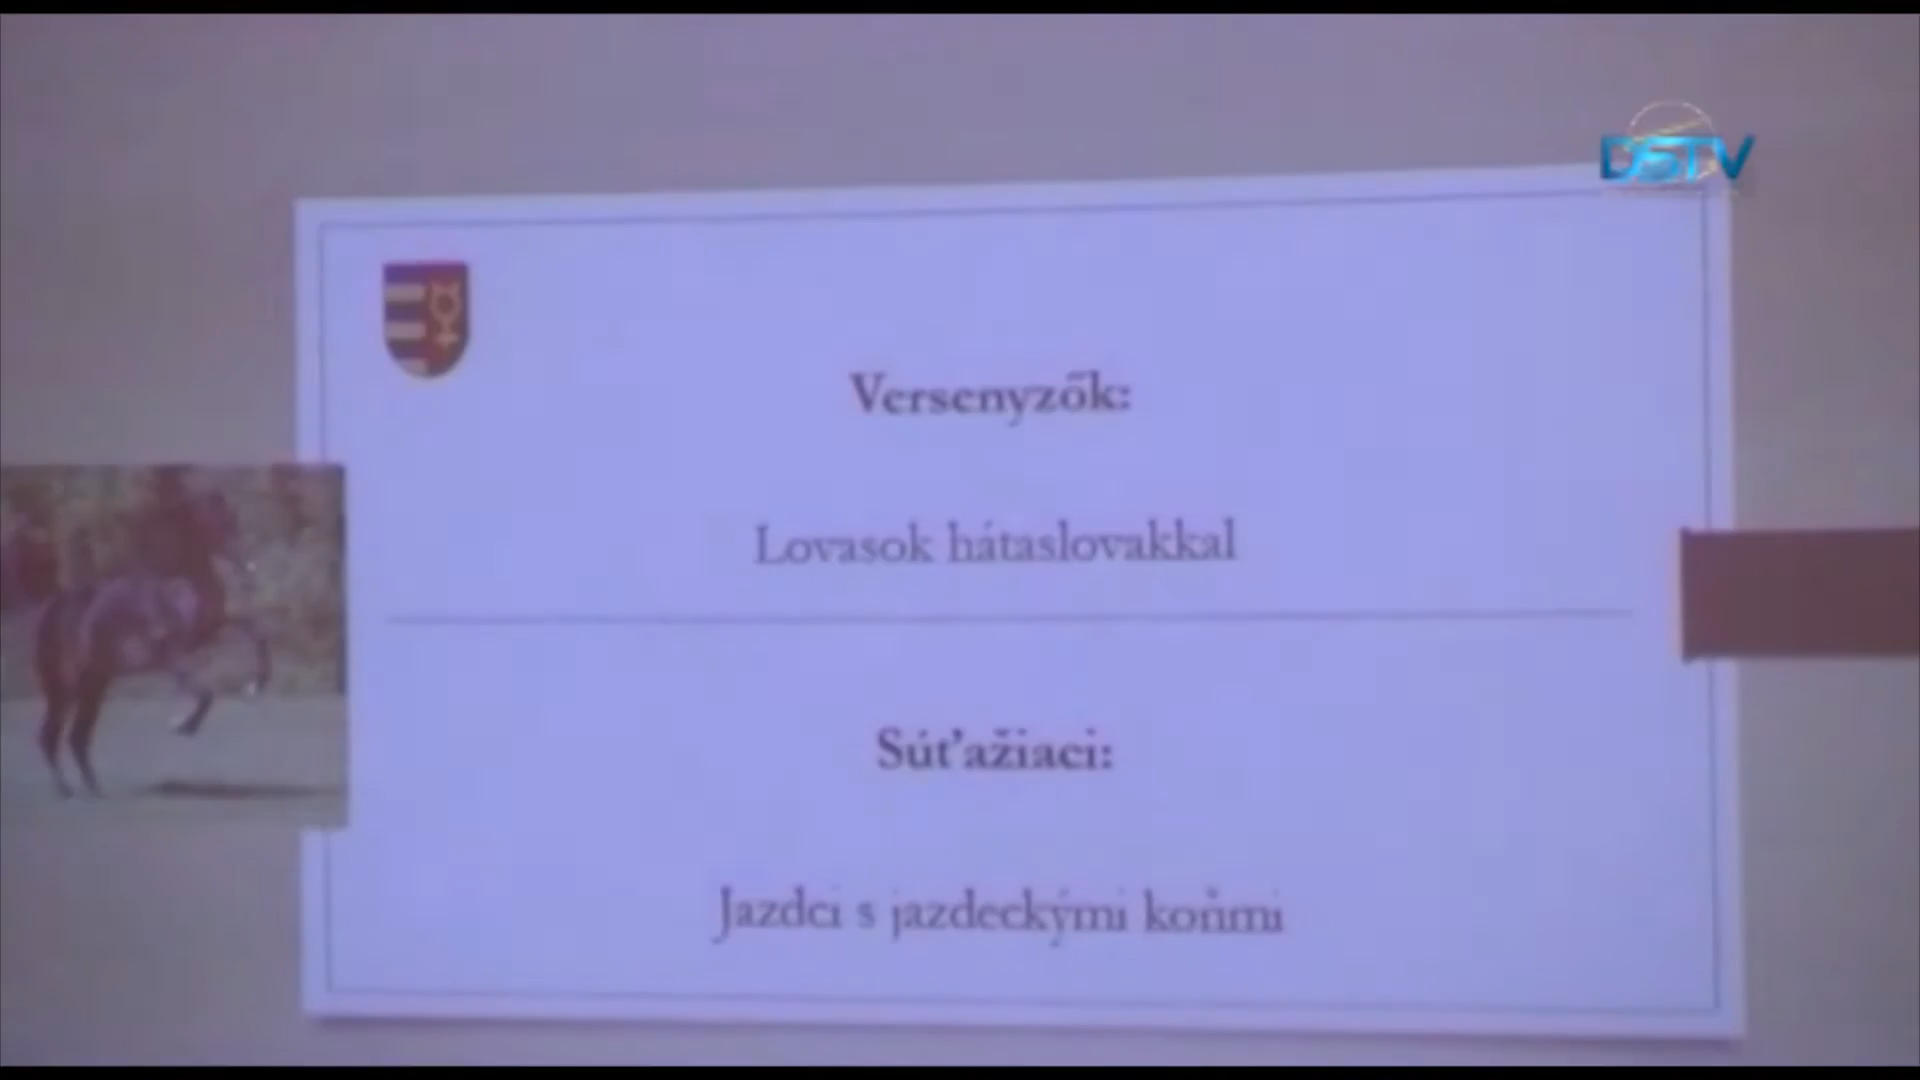 DSTV
Versenyzők:
Lovasok hátaslovakkal
Súťažiaci:
Jazdci s jazdeckými koňmi